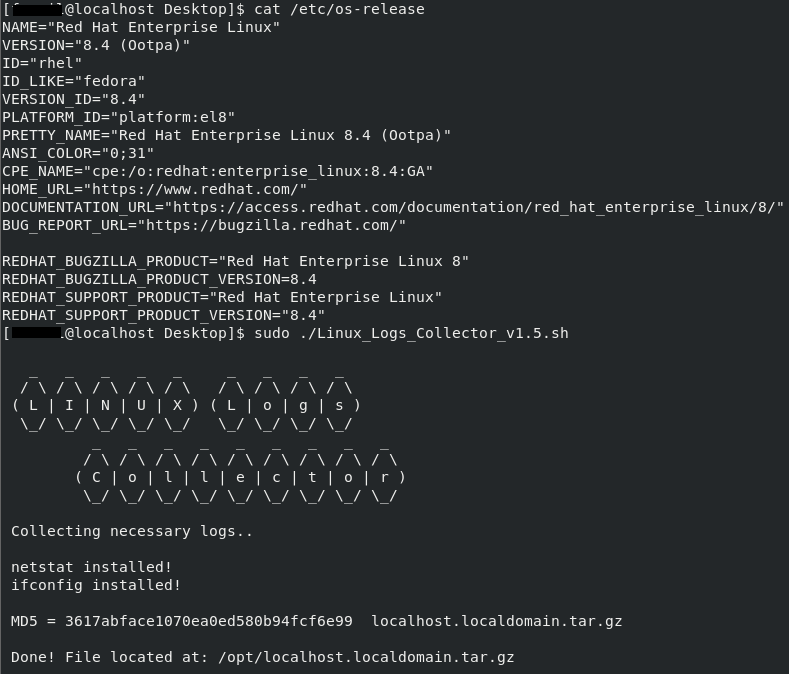 [@localhost Desktop]$ cat /etc/os-release
NAME="Red Hat Enterprise Linux"
VERSION="8.4 (Ootpa)"
ID="rhel"
ID_LIKE="fedora"
VERSION_ID="8.4"
PLATFORM_ID="platform:el8"
PRETTY_NAME="Red Hat Enterprise Linux 8.4 (Ootpa)"
ANSI_COLOR="0;31"
CPE_NAME="cpe:/o:redhat:enterprise_linux:8.4:GA"
HOME_URL="https://www.redhat.com/"
DOCUMENTATION_URL="https://access.redhat.com/documentation/red_hat_enterprise_linux/8/"
BUG_REPORT_URL="https://bugzilla.redhat.com/"

REDHAT_BUGZILLA_PRODUCT="Red Hat Enterprise Linux 8"
REDHAT_BUGZILLA_PRODUCT_VERSION=8.4
REDHAT_SUPPORT_PRODUCT="Red Hat Enterprise Linux"
REDHAT_SUPPORT_PRODUCT_VERSION="8.4"
[@localhost Desktop]$ sudo ./Linux_Logs_Collector_v1.5.sh

   _   _   _   _   _     _   _   _   _
  / \ / \ / \ / \ / \   / \ / \ / \ / \
 ( L | I | N | U | X ) ( L | o | g | s )
  \_/ \_/ \_/ \_/ \_/   \_/ \_/ \_/ \_/
          _   _   _   _   _   _   _   _   _
         / \ / \ / \ / \ / \ / \ / \ / \ / \
        ( C | o | l | l | e | c | t | o | r )
         \_/ \_/ \_/ \_/ \_/ \_/ \_/ \_/ \_/

 Collecting necessary logs..

 netstat installed!
 ifconfig installed!

 MD5 = 3617abface1070ea0ed580b94fcf6e99  localhost.localdomain.tar.gz

 Done! File located at: /opt/localhost.localdomain.tar.gz